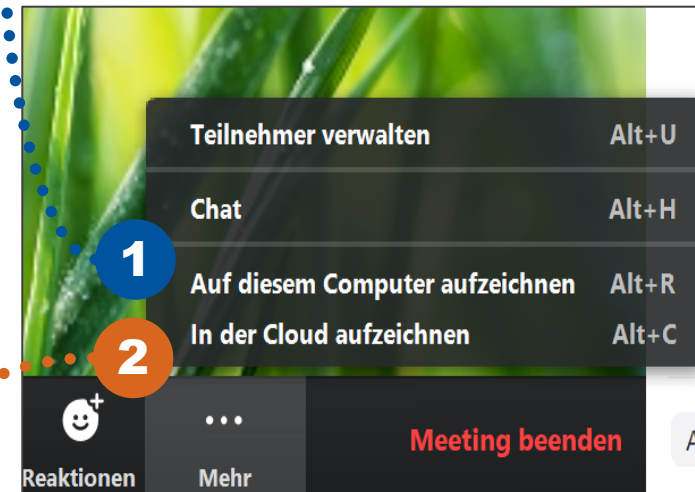 Teilnehmer verwalten Alt+U
Chat Alt+H
1
Auf diesem Computer aufzeichnen Alt+R
In der Cloud aufzeichnen Alt+C
2
Reaktionen Mehr Meeting beenden A